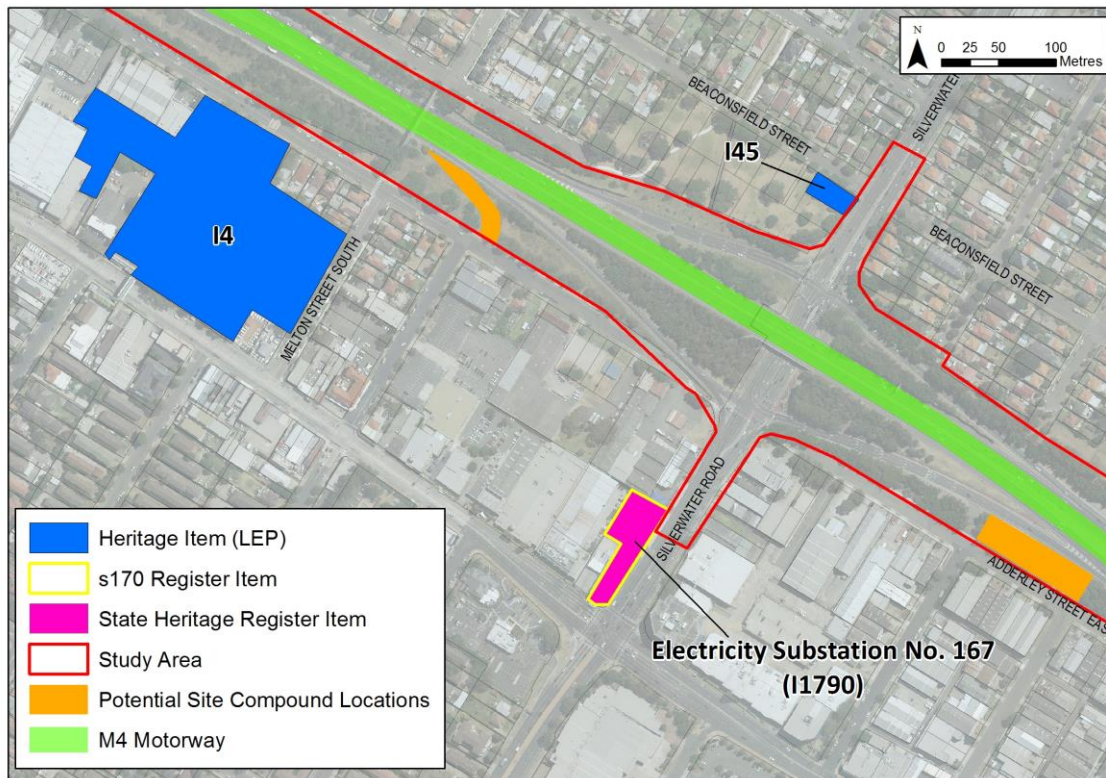 N
0 25 50 100
Metres
BEACONSFIELD STREET
SILVERWATER
I45
I4
MELTON STREET SOUTH
BEACONSFIELD STREET
SILVERWATER ROAD
ADDERLEY STREET EAST
Electricity Substation No. 167
(I1790)
Heritage Item (LEP)
s170 Register Item
State Heritage Register Item
Study Area
Potential Site Compound Locations
M4 Motorway